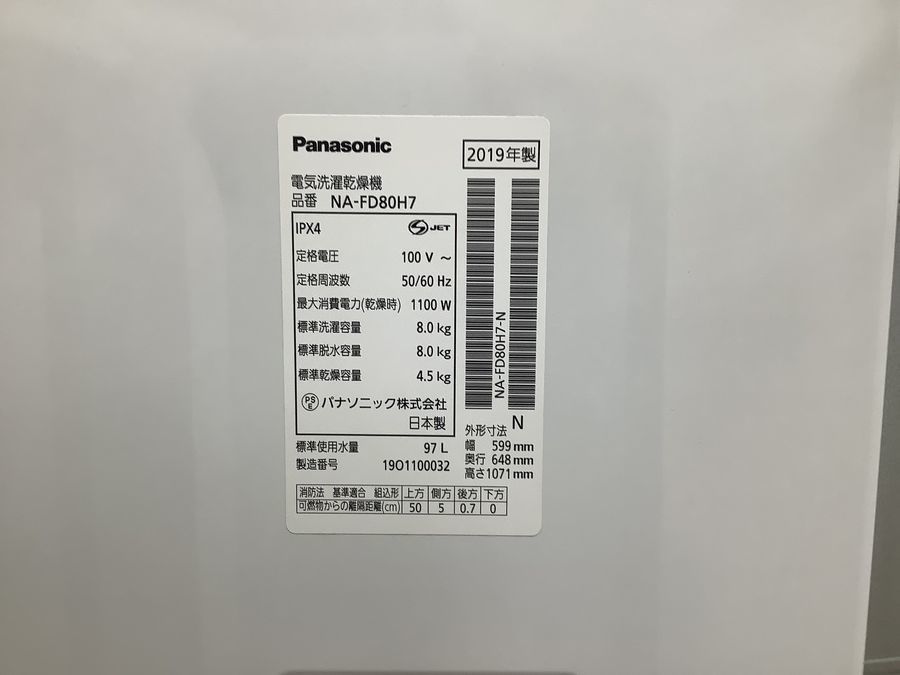 Panasonic
2019年製
電気洗濯乾燥機
品番 NA-FD80H7
IPX4 JET
定格電圧 100 V ~
定格周波数 50/60 Hz
最大消費電力(乾燥時) 1100 W
標準洗濯容量 8.0 kg
標準脱水容量 8.0 kg
標準乾燥容量 4.5 kg
PSE パナソニック株式会社
日本製
標準使用水量 97 L
製造番号 19O1100032
NA-FD80H7-N
N
外形寸法
幅 599 mm
奥行 648 mm
高さ1071 mm
消防法 基準適合 組込形 上方 側方 後方 下方
可燃物からの離隔距離(cm) 50 5 0.7 0